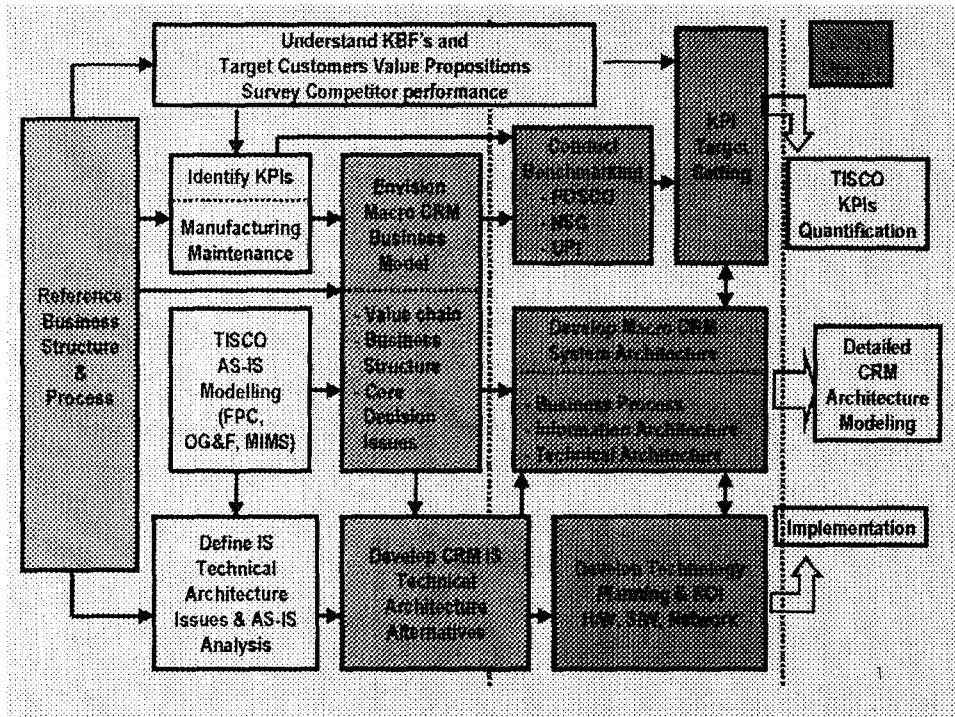 Understand KBF's and
Target Customers Value Propositions
Survey Competitor performance
Reference
Business
Structure
&
Process
Identify KPIs
Manufacturing
Maintenance
Envision
Macro CRM
Business
Model
- Value chain
- Business
Structure
- Core
Decision
Issues
Conduct
Benchmarking
- POSCO
- NSC
- UPI
KPI
Target
Setting
TISCO
KPIs
Quantification
TISCO
AS-IS
Modelling
(FPC,
OG&F, MIMS)
Develop Macro CRM
System Architecture
- Business Process
- Information Architecture
- Technical Architecture
Detailed
CRM
Architecture
Modeling
Define IS
Technical
Architecture
Issues & AS-IS
Analysis
Develop CRM IS
Technical
Architecture
Alternatives
Develop Technology
Planning & ROI
H/W, S/W, Network
Implementation
1